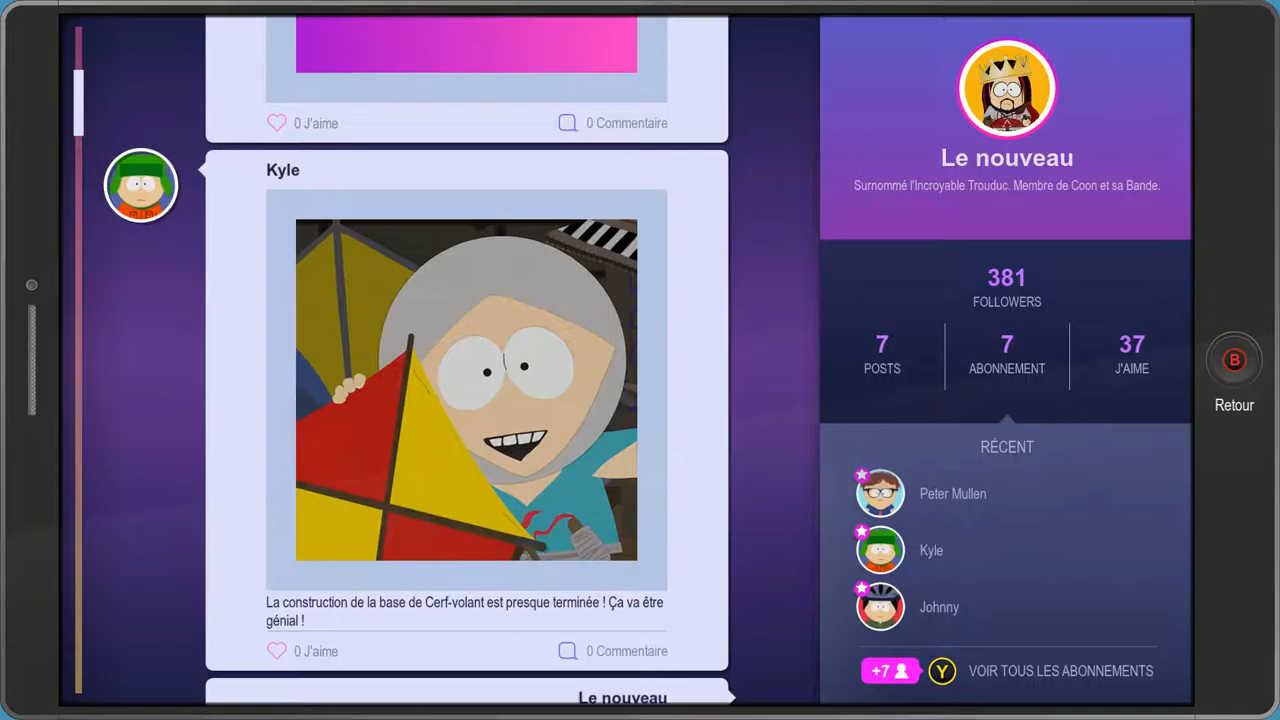 0 J'aime
0 Commentaire
Kyle
La construction de la base de Cerf-volant est presque terminée ! Ça va être
génial !
0 J'aime
0 Commentaire
Le nouveau
Le nouveau
Surnommé l'Incroyable Trouduc. Membre de Coon et sa Bande.
381
FOLLOWERS
7
POSTS
7
ABONNEMENT
37
J'AIME
RÉCENT
Peter Mullen
Kyle
Johnny
+7
Y
VOIR TOUS LES ABONNEMENTS
B
Retour